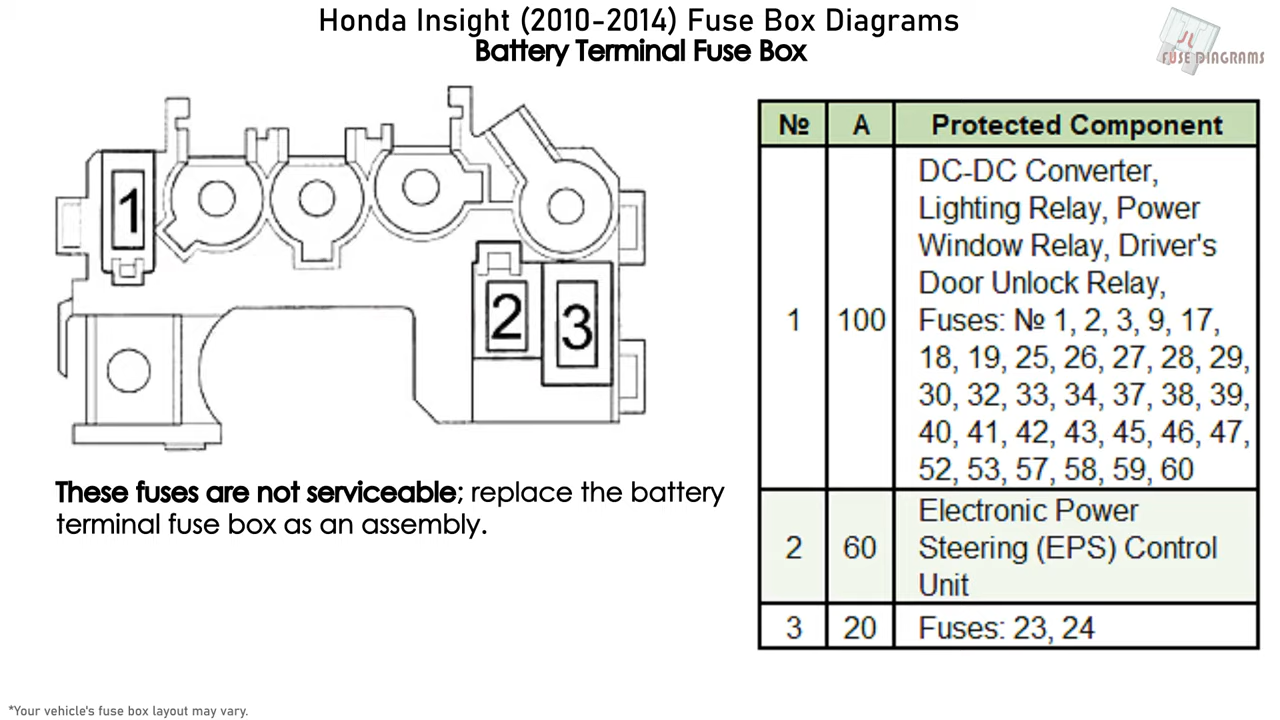 Honda Insight (2010-2014) Fuse Box Diagrams
Battery Terminal Fuse Box
JL
FUSE DIAGRAMS
1
2
3
№ A Protected Component
1 100 DC-DC Converter,
Lighting Relay, Power
Window Relay, Driver's
Door Unlock Relay,
Fuses: № 1, 2, 3, 9, 17,
18, 19, 25, 26, 27, 28, 29,
30, 32, 33, 34, 37, 38, 39,
40, 41, 42, 43, 45, 46, 47,
52, 53, 57, 58, 59, 60
2 60 Electronic Power
Steering (EPS) Control
Unit
3 20 Fuses: 23, 24
These fuses are not serviceable; replace the battery
terminal fuse box as an assembly.
*Your vehicle's fuse box layout may vary.